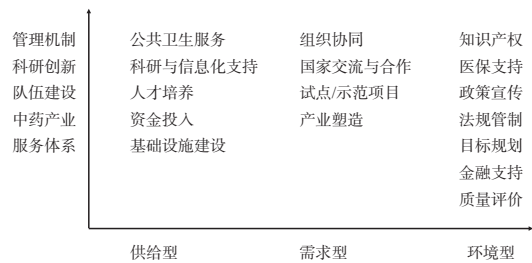 管理机制 公共卫生服务 组织协同 知识产权
科研创新 科研与信息化支持 国家交流与合作 医保支持
队伍建设 人才培养 试点/示范项目 政策宣传
中药产业 资金投入 产业塑造 法规管制
服务体系 基础设施建设 目标规划
金融支持
质量评价
供给型 需求型 环境型